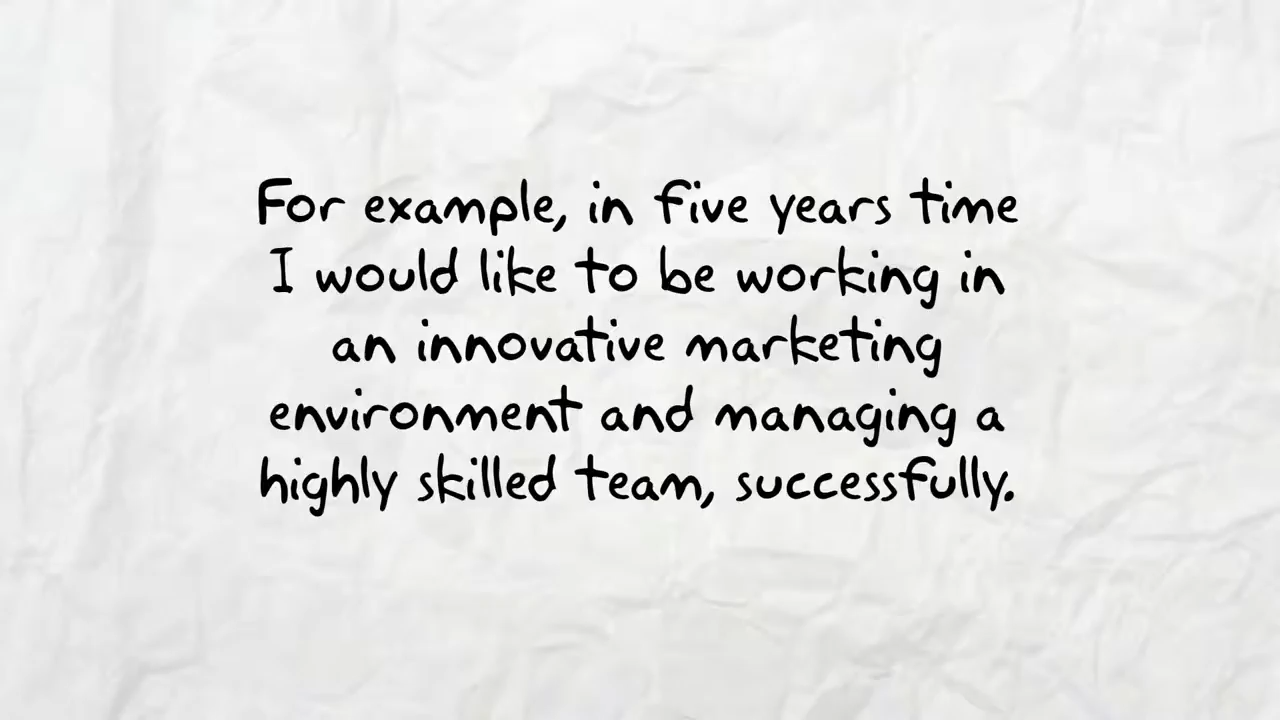 For example, in five years time
I would like to be working in
an innovative marketing
environment and managing a
highly skilled team, successfully.